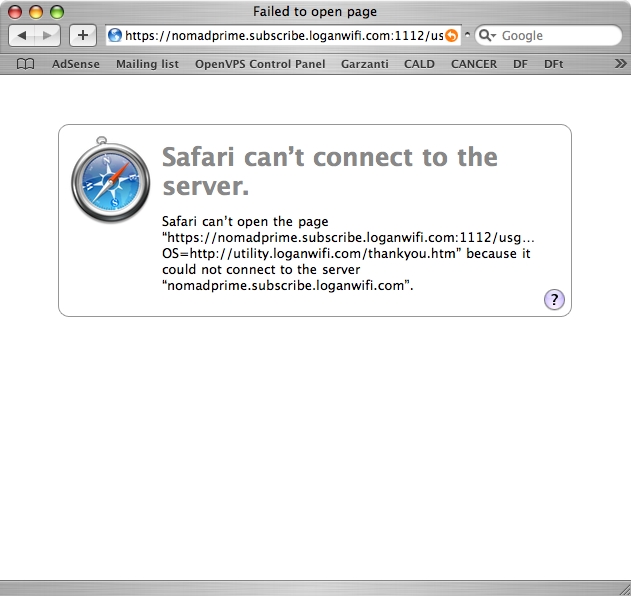 Failed to open page
https://nomadprime.subscribe.loganwifi.com:1112/us
Google
AdSense Mailing list OpenVPS Control Panel Garzanti CALD CANCER DF DFt
Safari can’t connect to the
server.
Safari can’t open the page
“https://nomadprime.subscribe.loganwifi.com:1112/usg…
OS=http://utility.loganwifi.com/thankyou.htm” because it
could not connect to the server
“nomadprime.subscribe.loganwifi.com”.
?